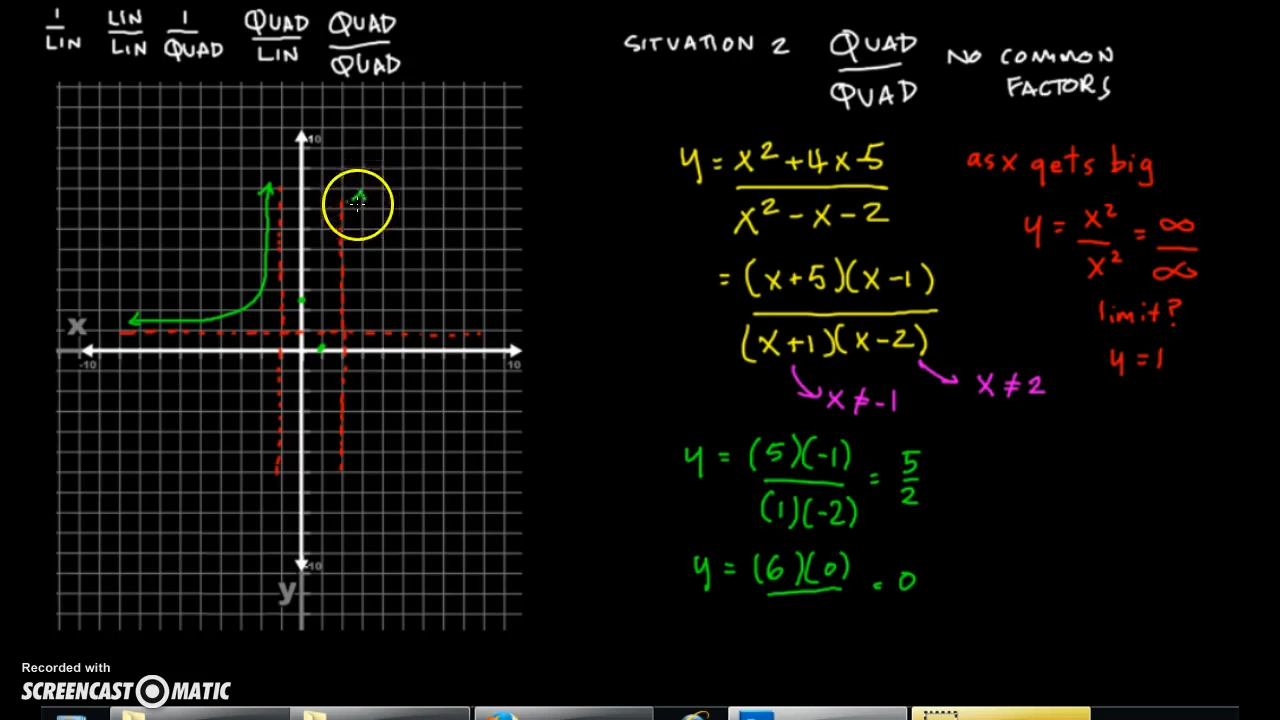 1/LIN LIN/LIN 1/QUAD QUAD/LIN QUAD/QUAD
SITUATION 2 QUAD/QUAD NO COMMON FACTORS
10
x
-10
10
-10
y
y = x² + 4x - 5
x² - x - 2
= (x+5)(x-1)
(x+1)(x-2)
x ≠ -1
x ≠ 2
y = (5)(-1)/(1)(-2) = 5/2
y = (6)(0) = 0
as x gets big
y = x²/x² = ∞/∞
limit?
y = 1
Recorded with
SCREENCAST O MATIC